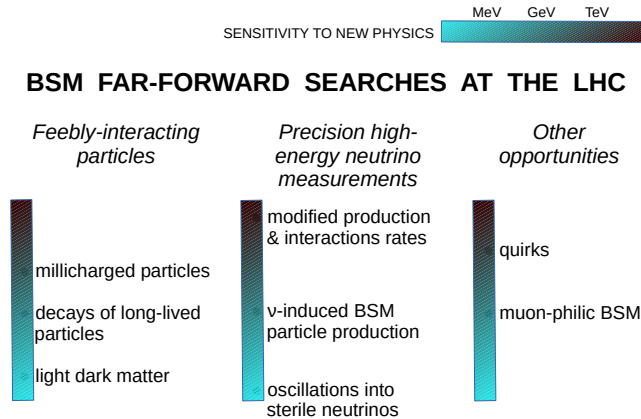 MeV GeV TeV
SENSITIVITY TO NEW PHYSICS
BSM FAR-FORWARD SEARCHES AT THE LHC
Feebly-interacting
particles
Precision high-
energy neutrino
measurements
Other
opportunities
millicharged particles
decays of long-lived
particles
light dark matter
modified production
& interactions rates
ν-induced BSM
particle production
oscillations into
sterile neutrinos
quirks
muon-philic BSM